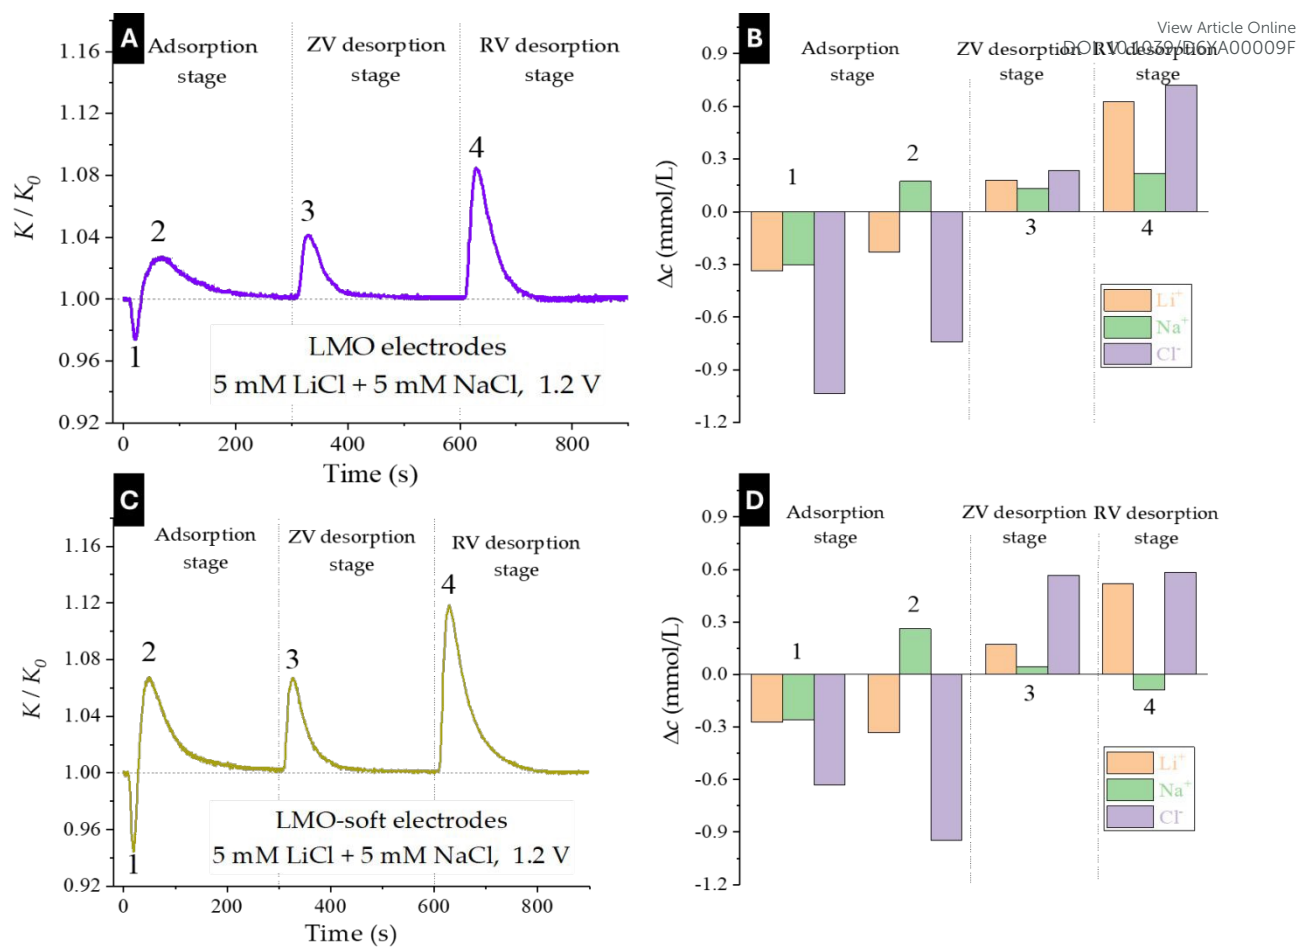 View Article Online
DOI: 10.1039/D6YA00009F
A
Adsorption
stage
ZV desorption
stage
RV desorption
stage
1.16
1.12
1.08
1.04
1.00
0.96
0.92
K / K0
1
2
3
4
LMO electrodes
5 mM LiCl + 5 mM NaCl, 1.2 V
0
200
400
600
800
Time (s)
B
Adsorption
stage
ZV desorption
stage
RV desorption
stage
0.9
0.6
0.3
0.0
-0.3
-0.6
-0.9
-1.2
Δc (mmol/L)
1
2
3
4
Li+
Na+
Cl-
C
Adsorption
stage
ZV desorption
stage
RV desorption
stage
1.16
1.12
1.08
1.04
1.00
0.96
0.92
K / K0
1
2
3
4
LMO-soft electrodes
5 mM LiCl + 5 mM NaCl, 1.2 V
0
200
400
600
800
Time (s)
D
Adsorption
stage
ZV desorption
stage
RV desorption
stage
0.9
0.6
0.3
0.0
-0.3
-0.6
-0.9
-1.2
Δc (mmol/L)
1
2
3
4
Li+
Na+
Cl-